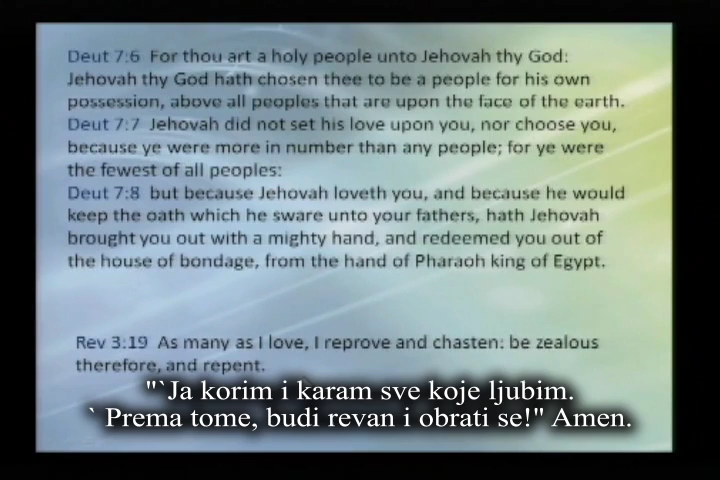 Deut 7:6 For thou art a holy people unto Jehovah thy God:
Jehovah thy God hath chosen thee to be a people for his own
possession, above all peoples that are upon the face of the earth.
Deut 7:7 Jehovah did not set his love upon you, nor choose you,
because ye were more in number than any people; for ye were
the fewest of all peoples:
Deut 7:8 but because Jehovah loveth you, and because he would
keep the oath which he sware unto your fathers, hath Jehovah
brought you out with a mighty hand, and redeemed you out of
the house of bondage, from the hand of Pharaoh king of Egypt.
Rev 3:19 As many as I love, I reprove and chasten: be zealous
therefore, and repent.
"`Ja korim i karam sve koje ljubim.
` Prema tome, budi revan i obrati se!" Amen.